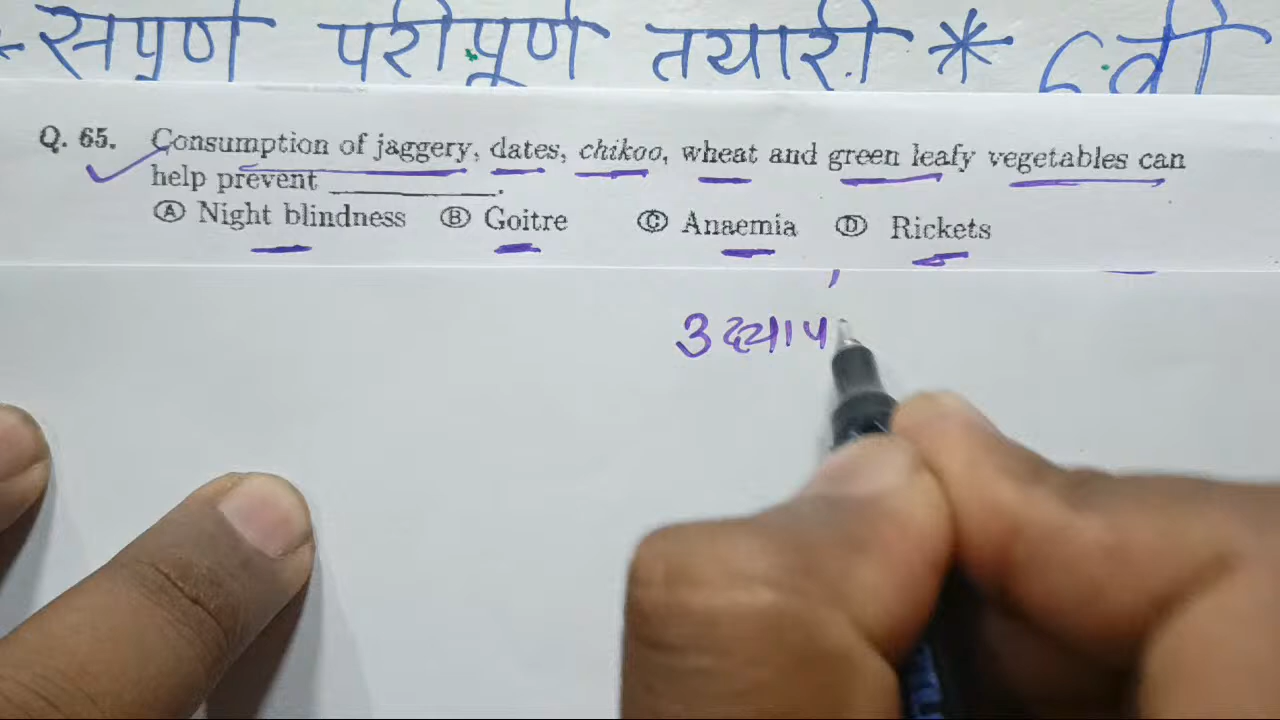 सपूर्ण परीपूर्ण तयारी * 6वी
Q. 65. Consumption of jaggery, dates, chikoo, wheat and green leafy vegetables can
help prevent ____________.
Ⓐ Night blindness Ⓑ Goitre Ⓒ Anaemia Ⓓ Rickets